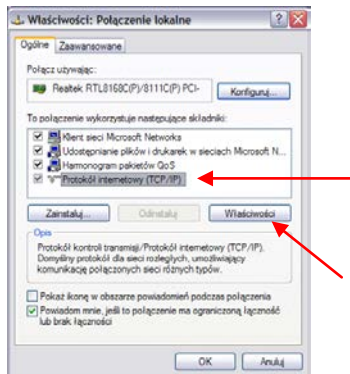 Właściwości: Połączenie lokalne
Ogólne Zaawansowane
Połącz używając:
Realtek RTL8168C(P)/8111C(P) PCI- Konfiguruj...
To połączenie wykorzystuje następujące składniki:
Klient sieci Microsoft Networks
Udostępnianie plików i drukarek w sieciach Microsoft N...
Harmonogram pakietów QoS
Protokół internetowy (TCP/IP)
Zainstaluj... Odinstaluj Właściwości
Opis
Protokół kontroli transmisji/Protokół internetowy (TCP/IP).
Domyślny protokół dla sieci rozległych, umożliwiający
komunikację połączonych sieci różnych typów.
Pokaż ikonę w obszarze powiadomień podczas połączenia
Powiadom mnie, jeśli to połączenie ma ograniczoną łączność
lub brak łączności
OK Anuluj